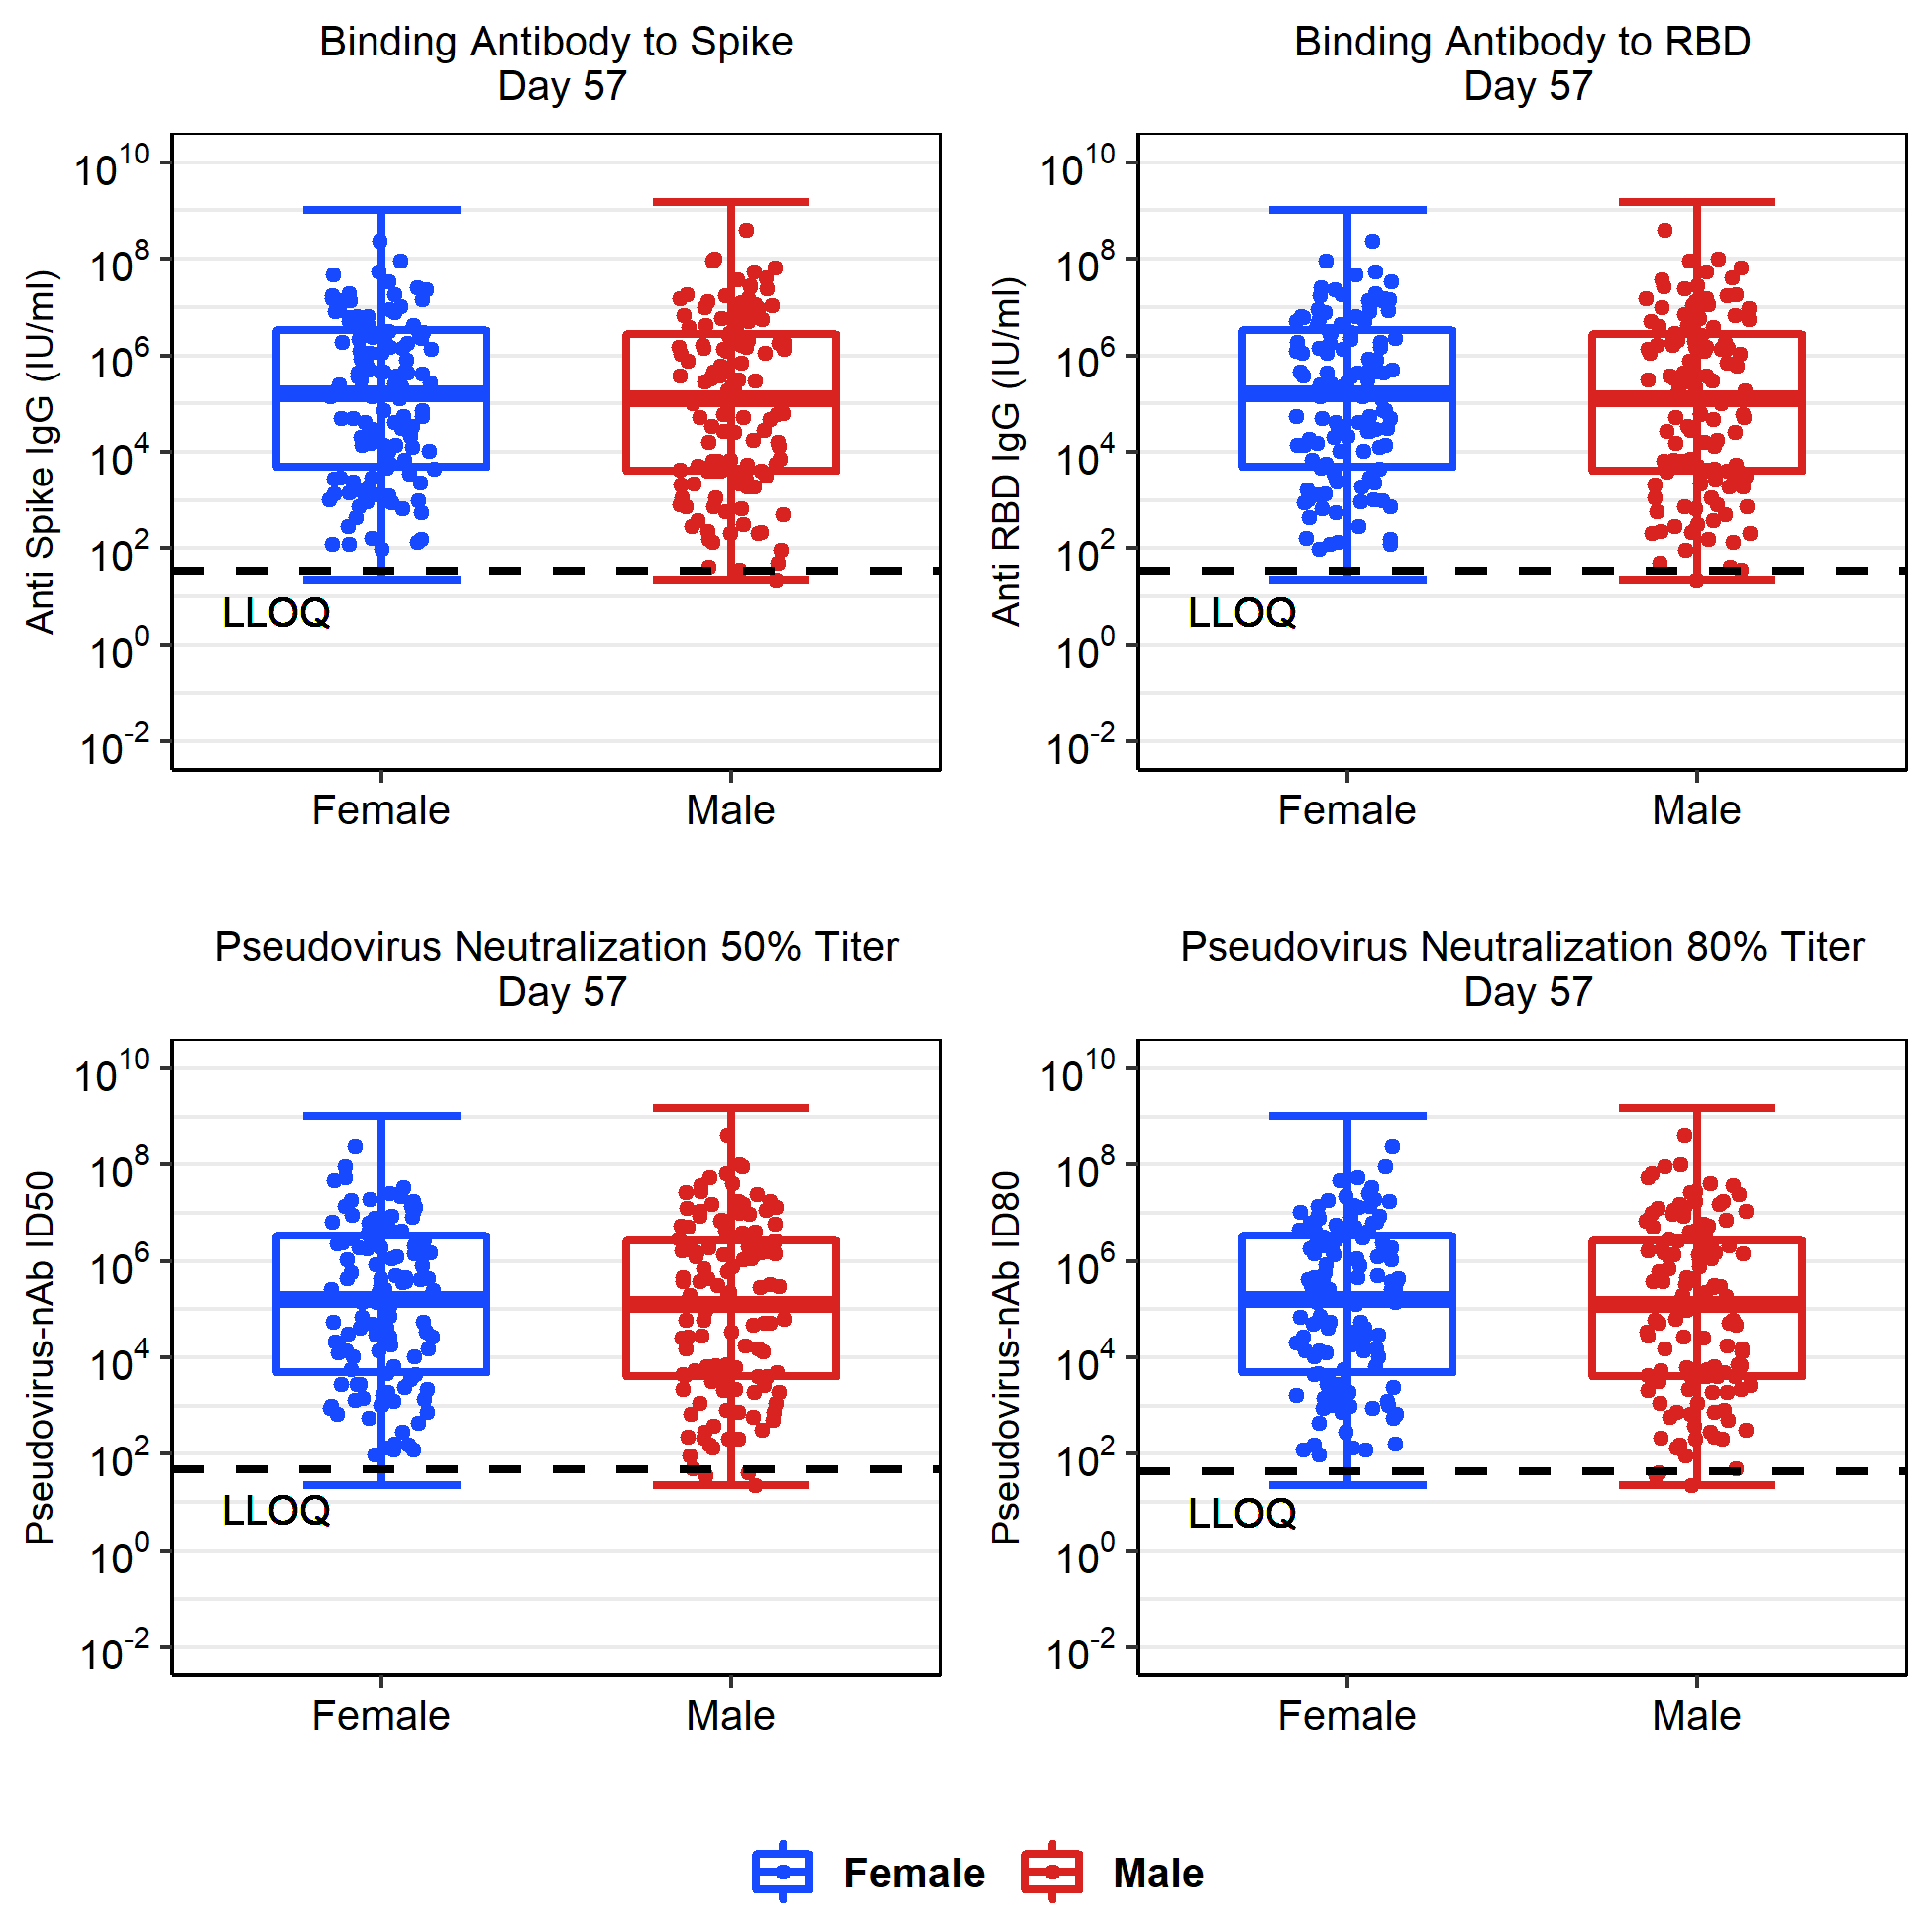 Binding Antibody to Spike
Day 57
Anti Spike IgG (IU/ml)
10^10
10^8
10^6
10^4
10^2
10^0
10^-2
LLOQ
Female
Male
Binding Antibody to RBD
Day 57
Anti RBD IgG (IU/ml)
10^10
10^8
10^6
10^4
10^2
10^0
10^-2
LLOQ
Female
Male
Pseudovirus Neutralization 50% Titer
Day 57
Pseudovirus-nAb ID50
10^10
10^8
10^6
10^4
10^2
10^0
10^-2
LLOQ
Female
Male
Pseudovirus Neutralization 80% Titer
Day 57
Pseudovirus-nAb ID80
10^10
10^8
10^6
10^4
10^2
10^0
10^-2
LLOQ
Female
Male
Female Male